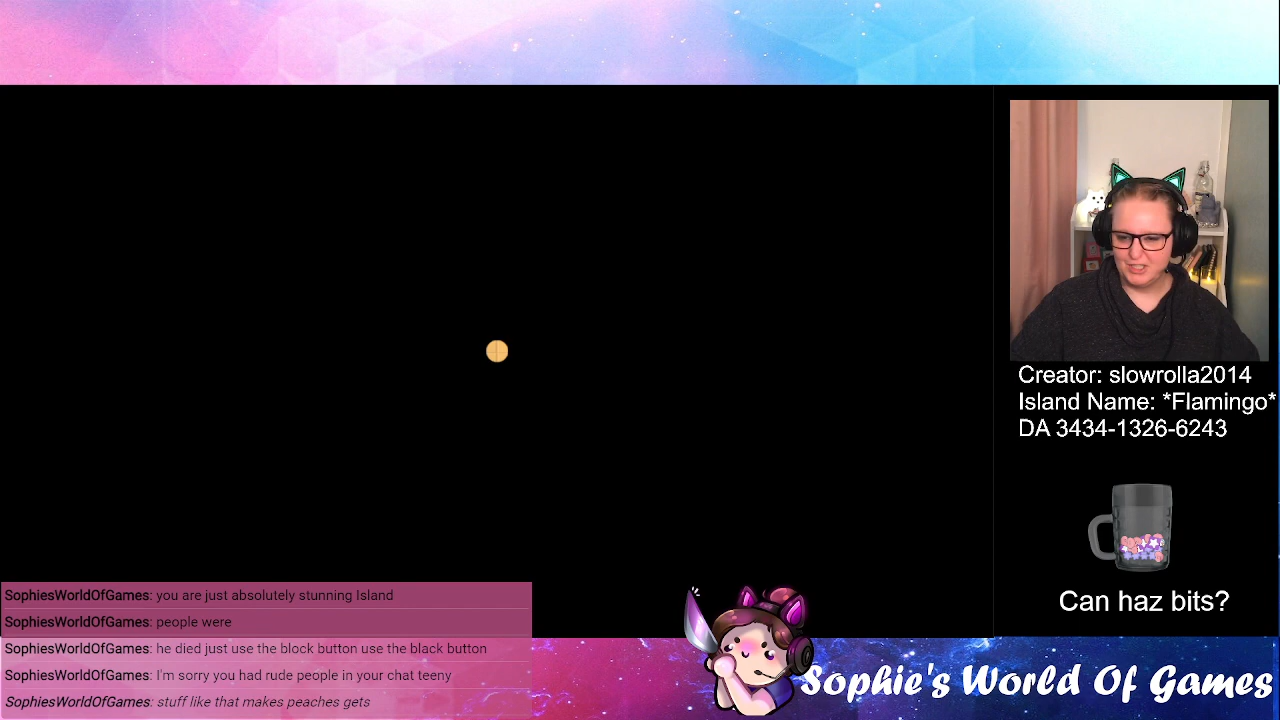 Creator: slowrolla2014
Island Name: *Flamingo*
DA 3434-1326-6243
Can haz bits?
SophiesWorldOfGames: you are just absolutely stunning Island
SophiesWorldOfGames: people were
SophiesWorldOfGames: he died just use the block button use the black button
SophiesWorldOfGames: I'm sorry you had rude people in your chat teeny
SophiesWorldOfGames: stuff like that makes peaches gets
Sophie's World Of Games